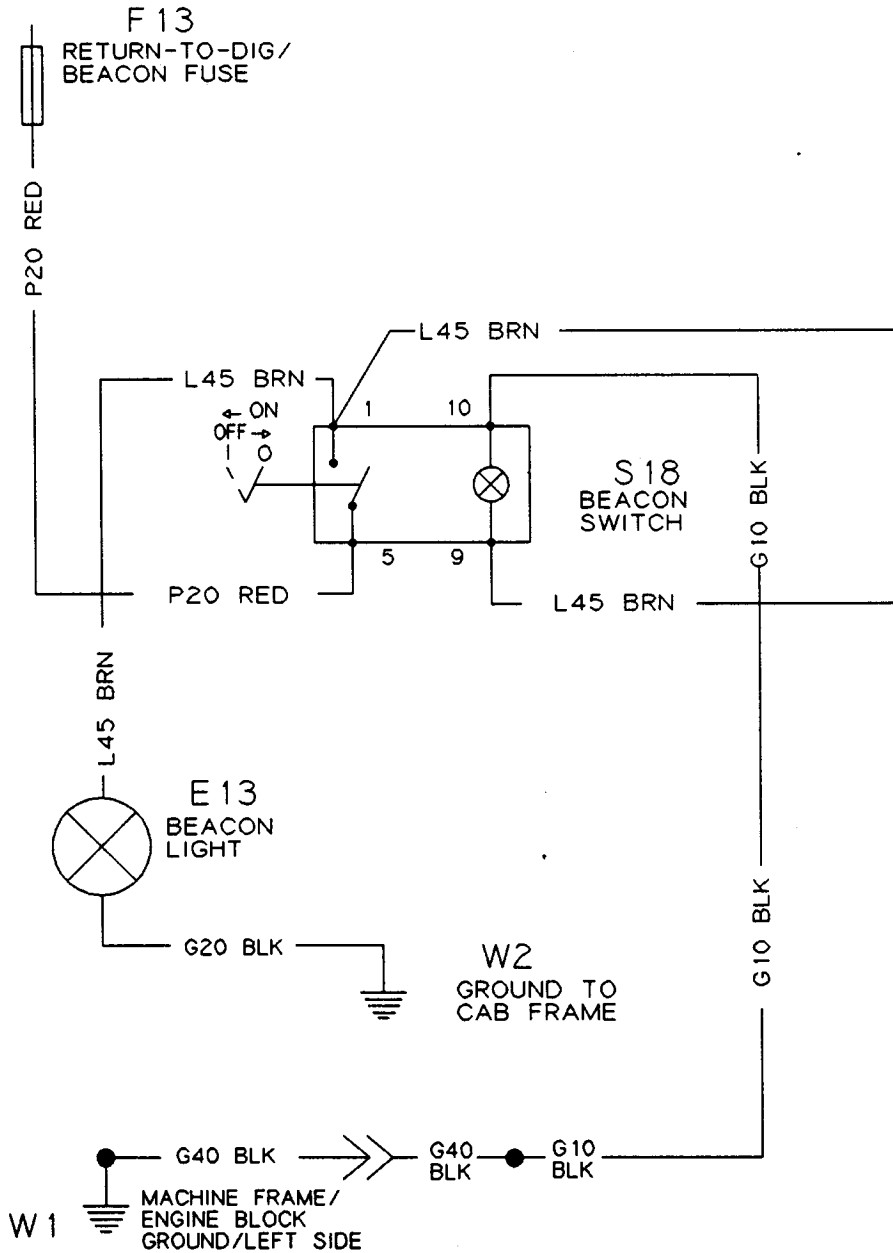 F13
RETURN-TO-DIG/
BEACON FUSE
P20 RED
L45 BRN
L45 BRN
← ON
OFF →
O
1
10
S18
BEACON
SWITCH
G10 BLK
5
9
P20 RED
L45 BRN
L45 BRN
E13
BEACON
LIGHT
G10 BLK
G20 BLK
W2
GROUND TO
CAB FRAME
G40 BLK
G40
BLK
G10
BLK
W1
MACHINE FRAME/
ENGINE BLOCK
GROUND/LEFT SIDE